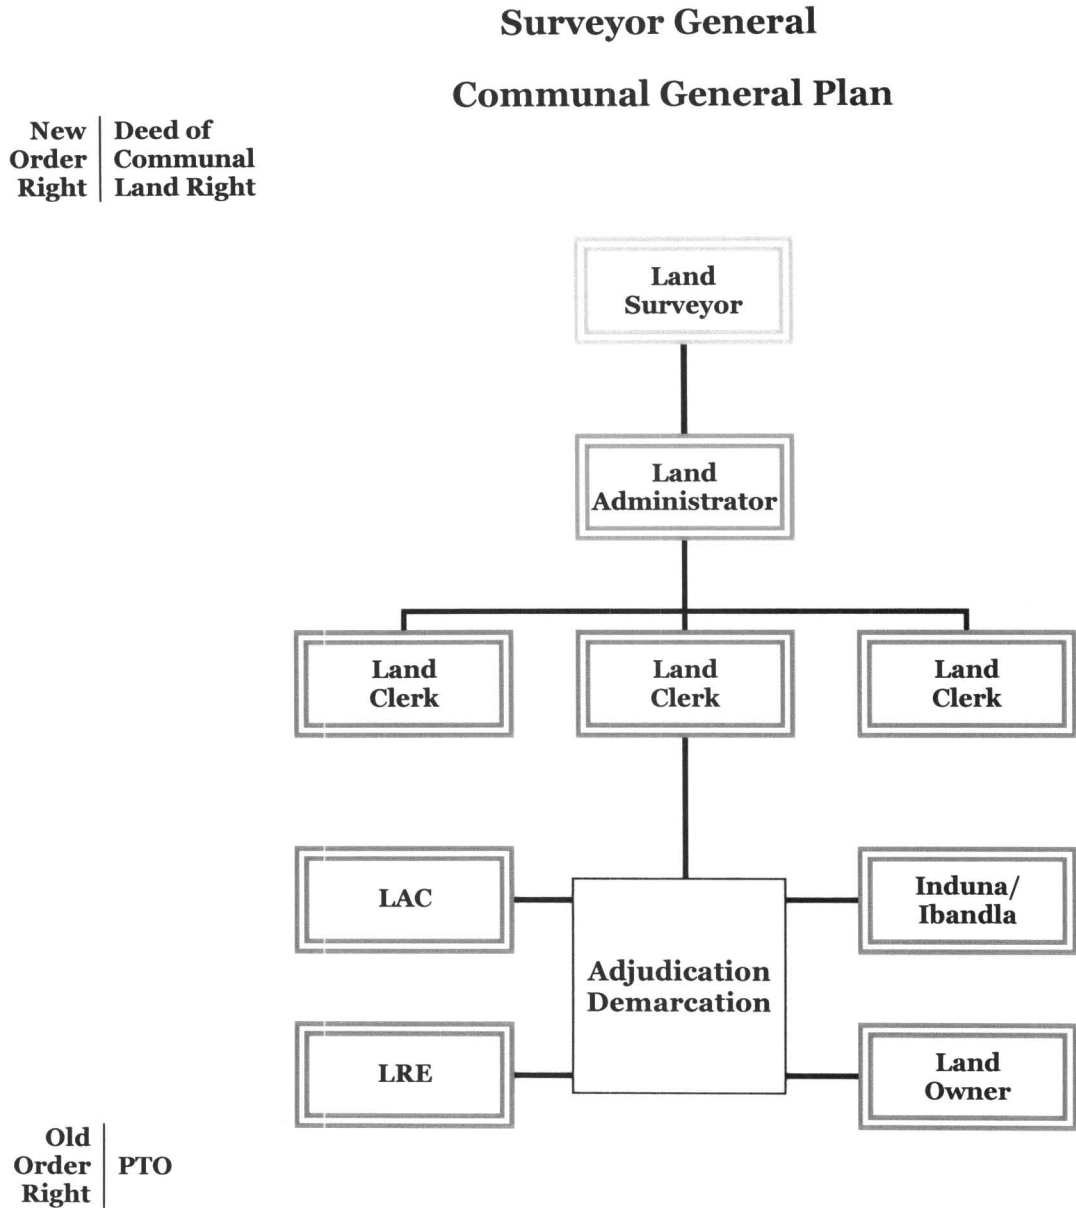 Surveyor General
Communal General Plan
New
Order
Right
Deed of
Communal
Land Right
Land
Surveyor
Land
Administrator
Land
Clerk
Land
Clerk
Land
Clerk
LAC
Induna/
Ibandla
Adjudication
Demarcation
LRE
Land
Owner
Old
Order
Right
PTO